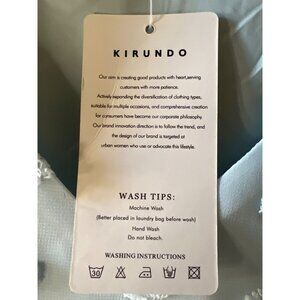 KIRUNDO
Our aim is creating good products with heart,serving
customers with more patience.
Actively expanding the diversification of clothing types,
suitable for multiple occasions, and comprehensive creation
for consumers have become our corporate philosophy.
Our brand innovation direction is to follow the trend, and
the design of our brand is targeted at
urban women who use or advocate this lifestyle.
WASH TIPS:
Machine Wash
(Better placed in laundry bag before wash)
Hand Wash
Do not bleach.
WASHING INSTRUCTIONS
30